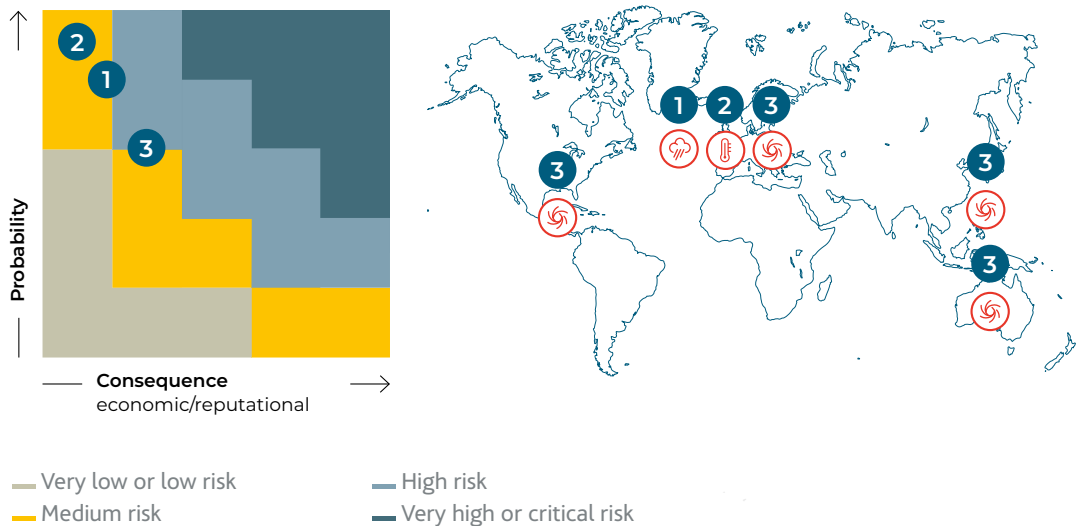 2
1
3
Probability
Consequence
economic/reputational
1
2
3
3
3
3
Very low or low risk
High risk
Medium risk
Very high or critical risk